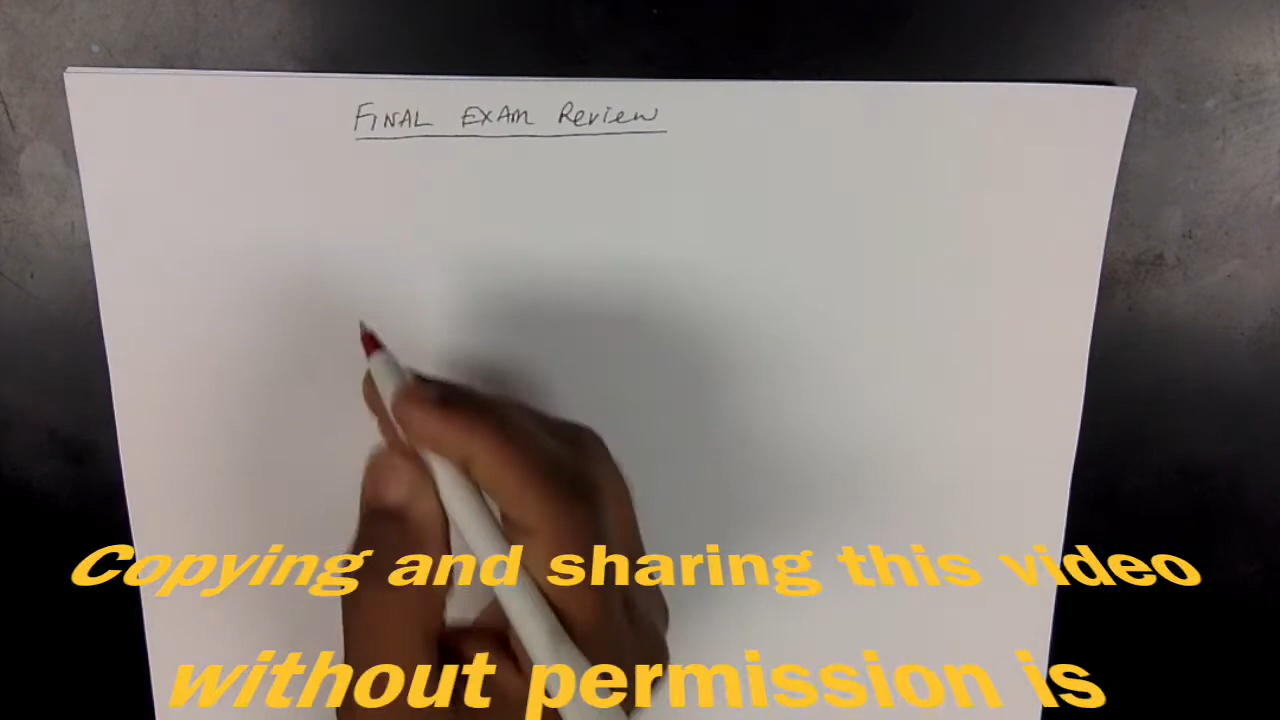 FINAL EXAM Review
Copying and sharing this video
without permission is